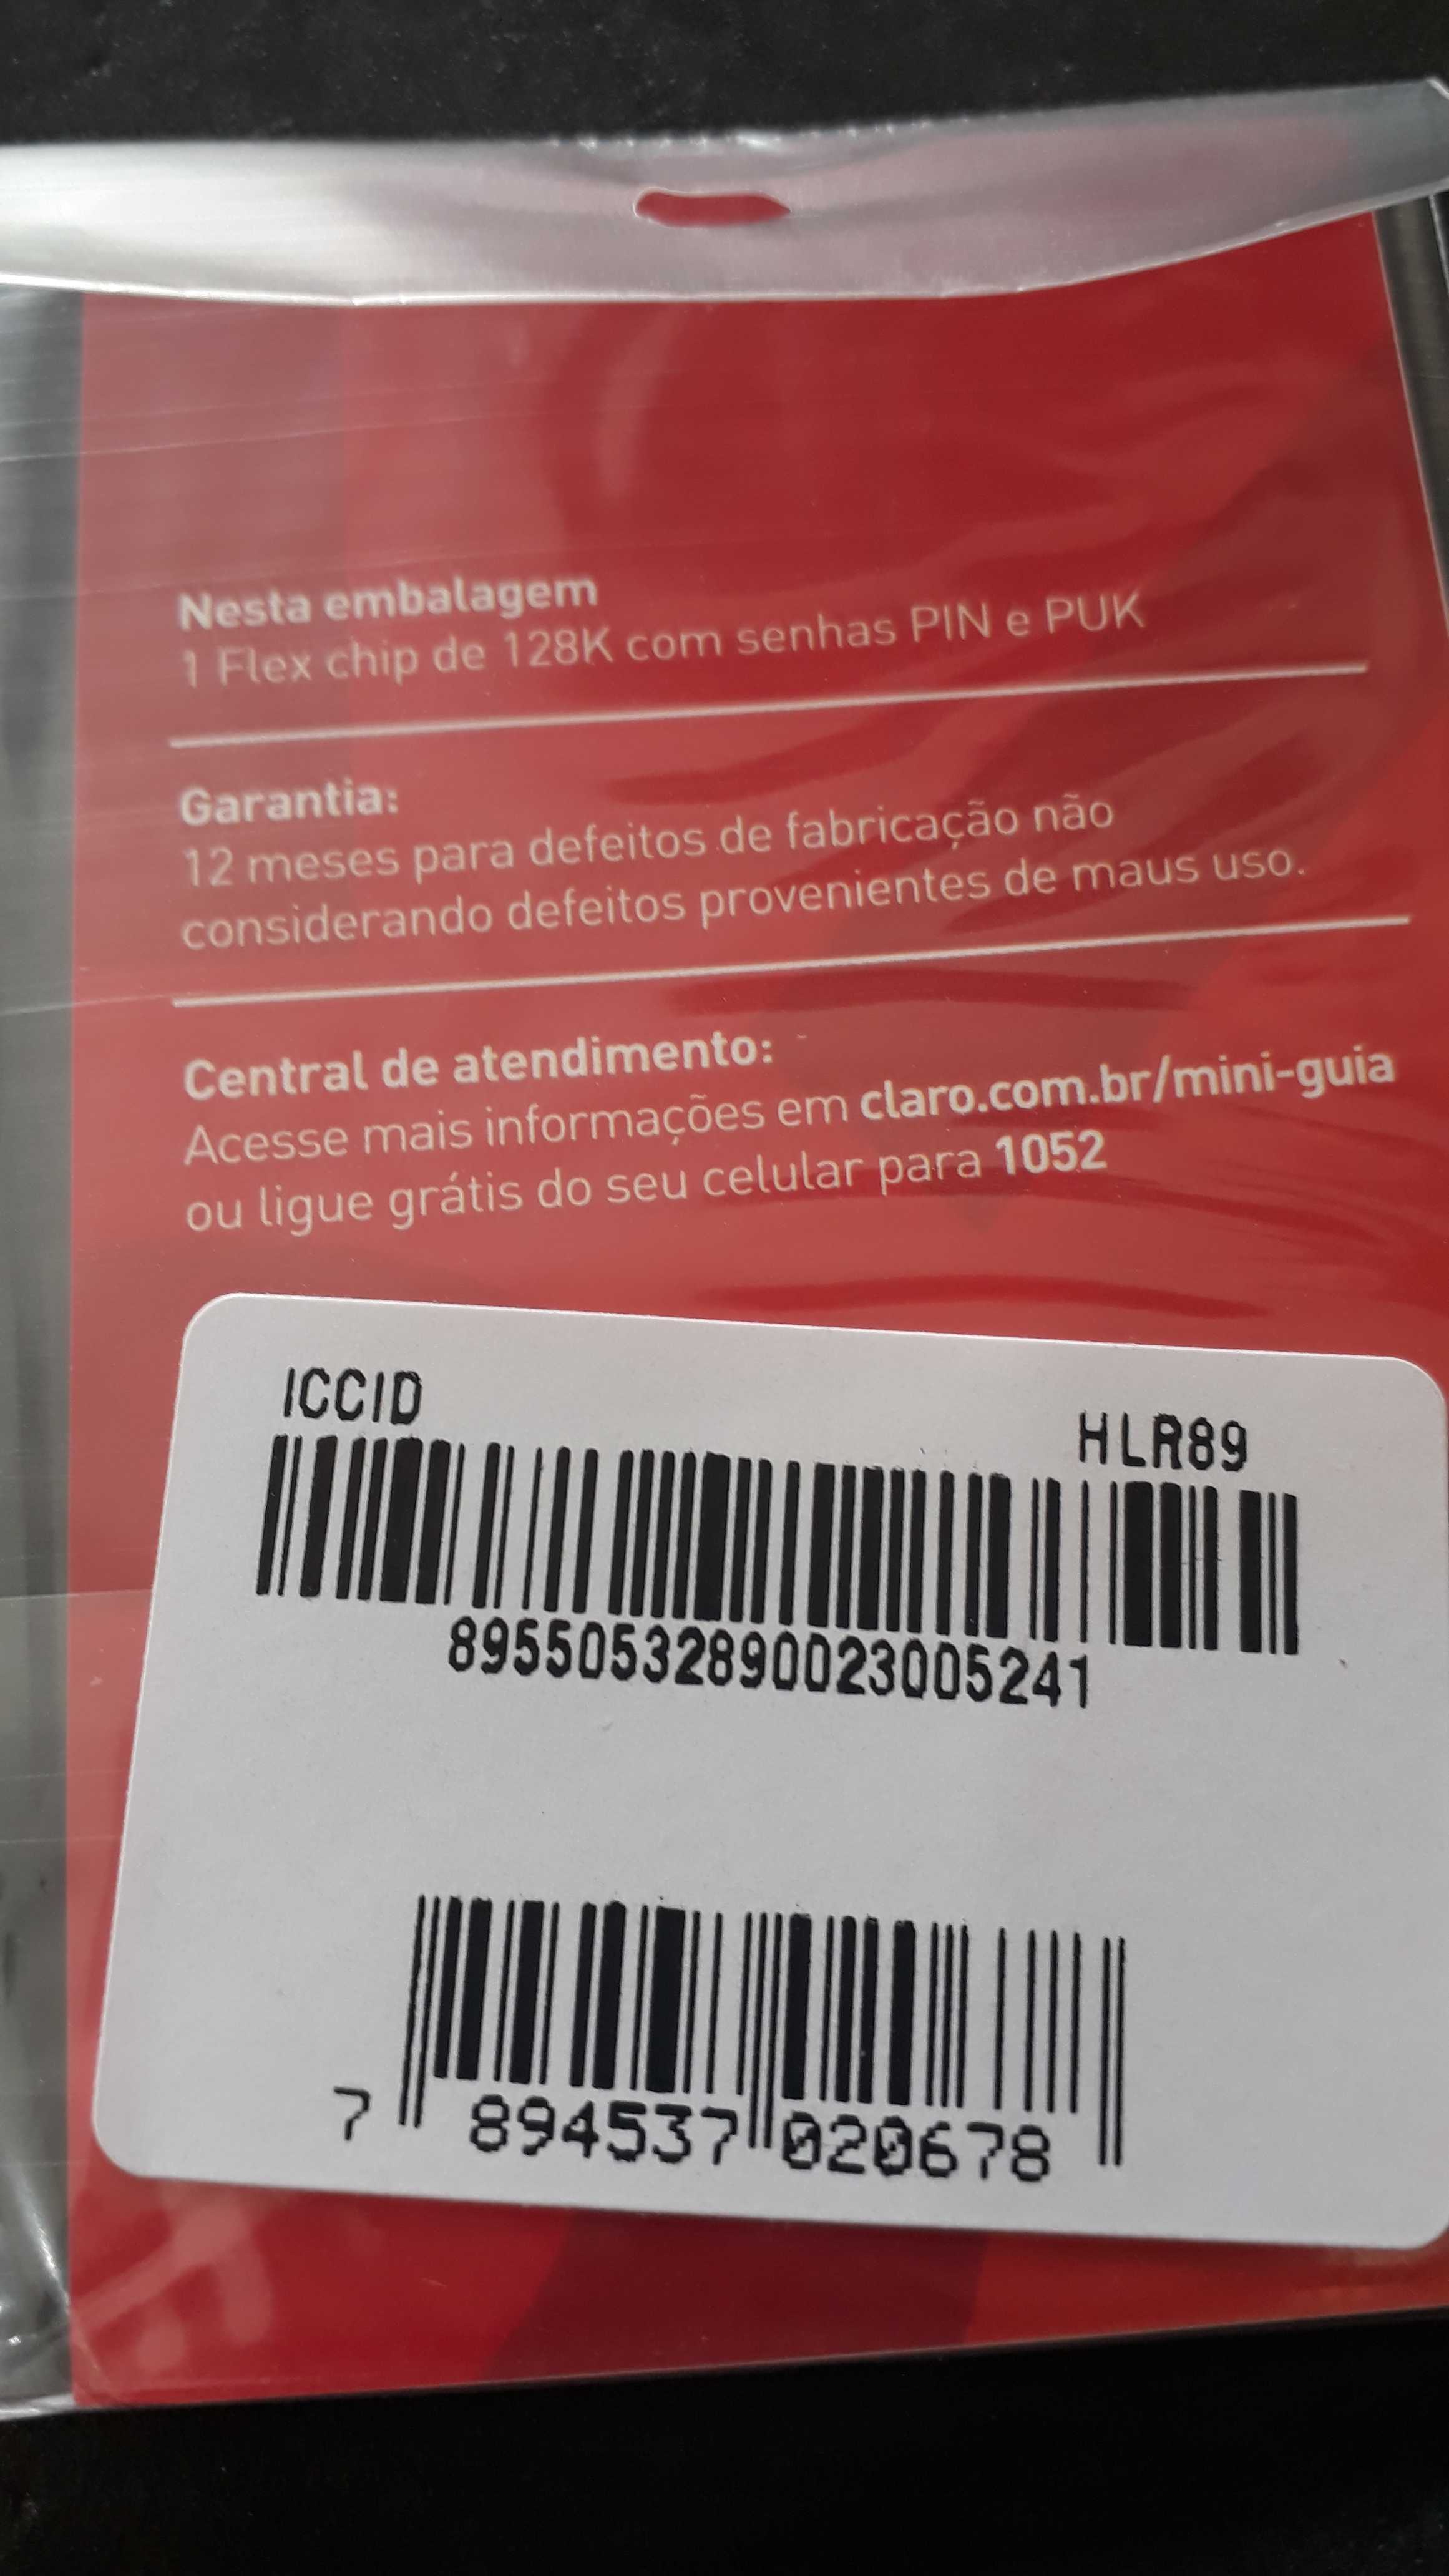 Nesta embalagem
1 Flex chip de 128K com senhas PIN e PUK
Garantia:
12 meses para defeitos de fabricação não
considerando defeitos provenientes de maus uso.
Central de atendimento:
Acesse mais informações em claro.com.br/mini-guia
ou ligue grátis do seu celular para 1052
ICCID
HLR89
89550532890023005241
7 894537 020678